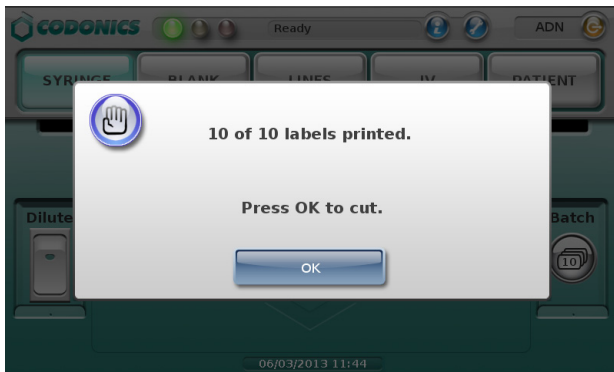 CODONICS
Ready
ADN
SYRINGE BLANK LINES IV PATIENT
10 of 10 labels printed.
Press OK to cut.
Dilute
Batch
10
OK
06/03/2013 11:44